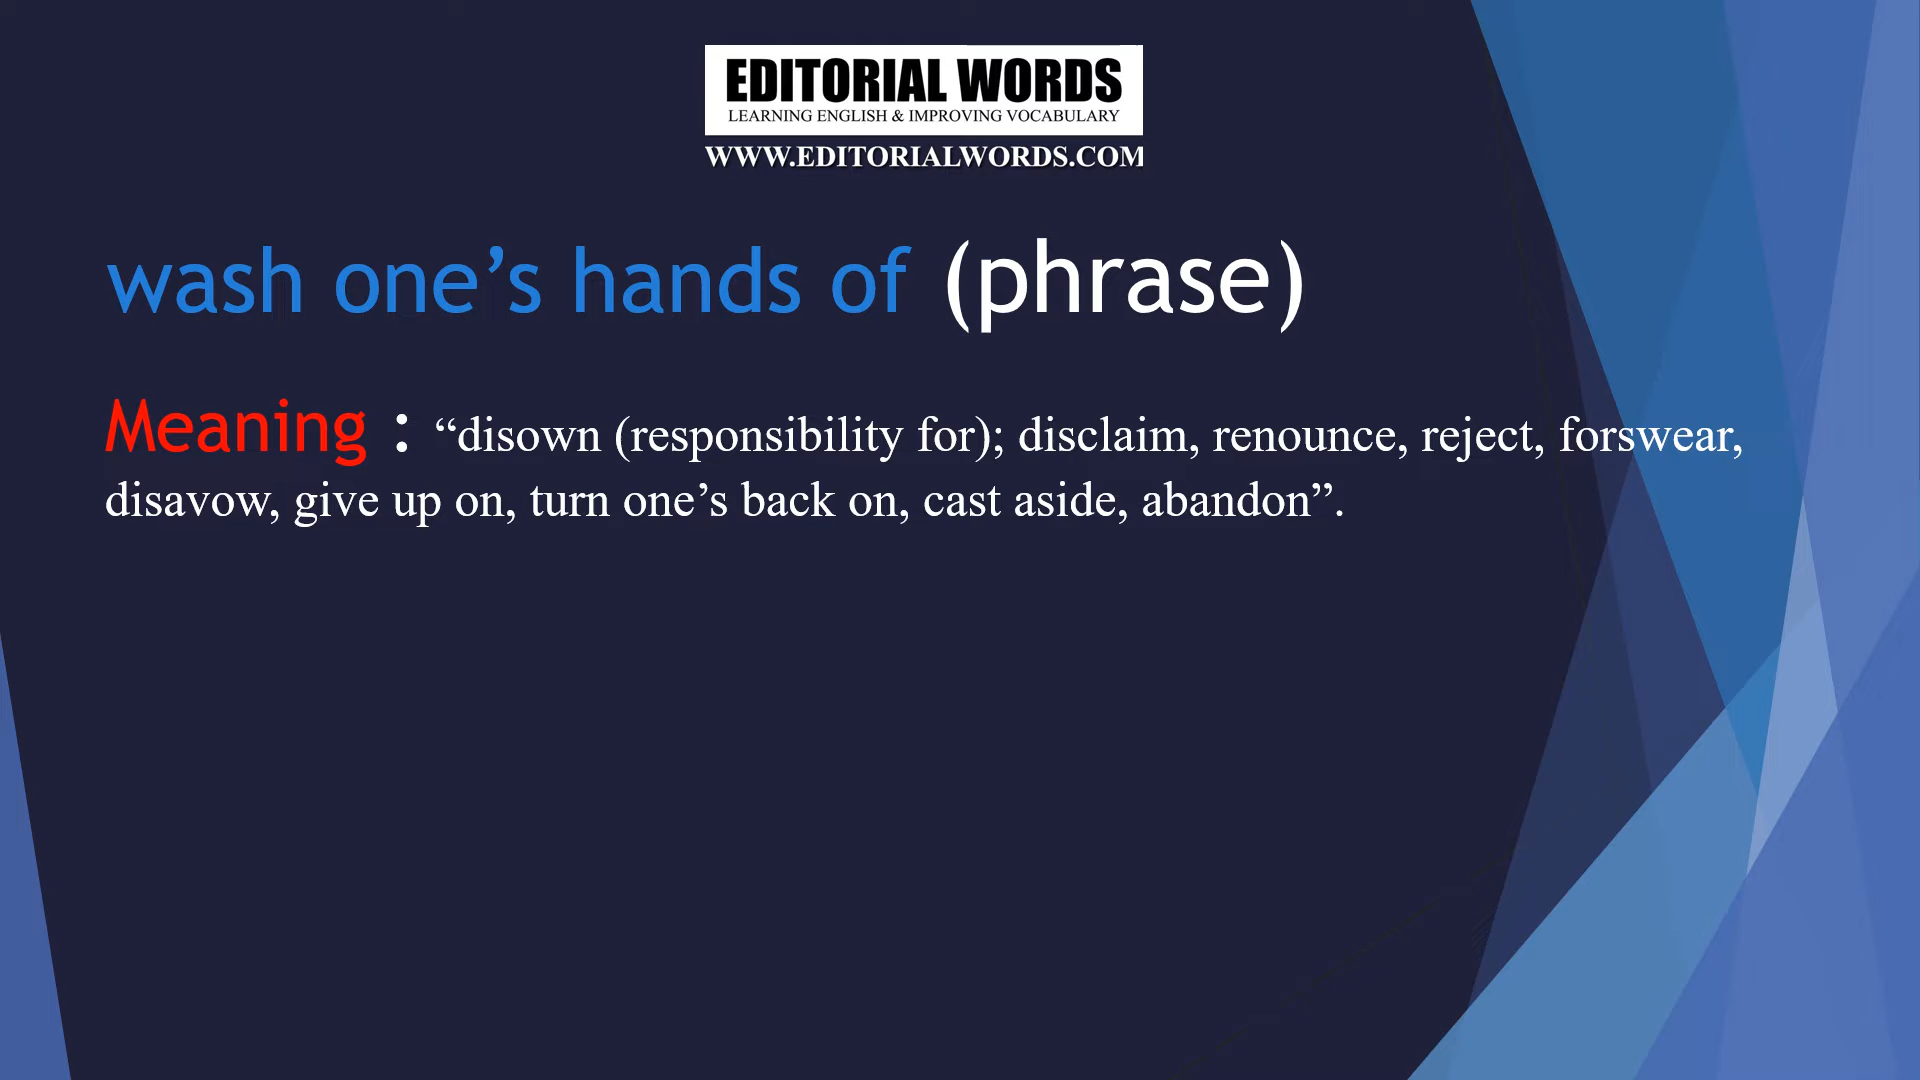 EDITORIAL WORDS
LEARNING ENGLISH & IMPROVING VOCABULARY
WWW.EDITORIALWORDS.COM
wash one’s hands of (phrase)
Meaning : “disown (responsibility for); disclaim, renounce, reject, forswear,
disavow, give up on, turn one’s back on, cast aside, abandon”.